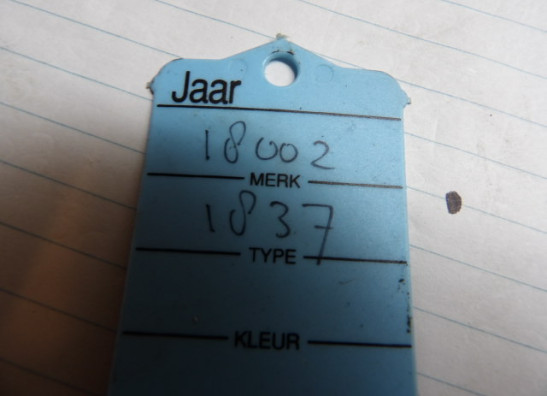 Jaar
18002
MERK
1837
TYPE
KLEUR